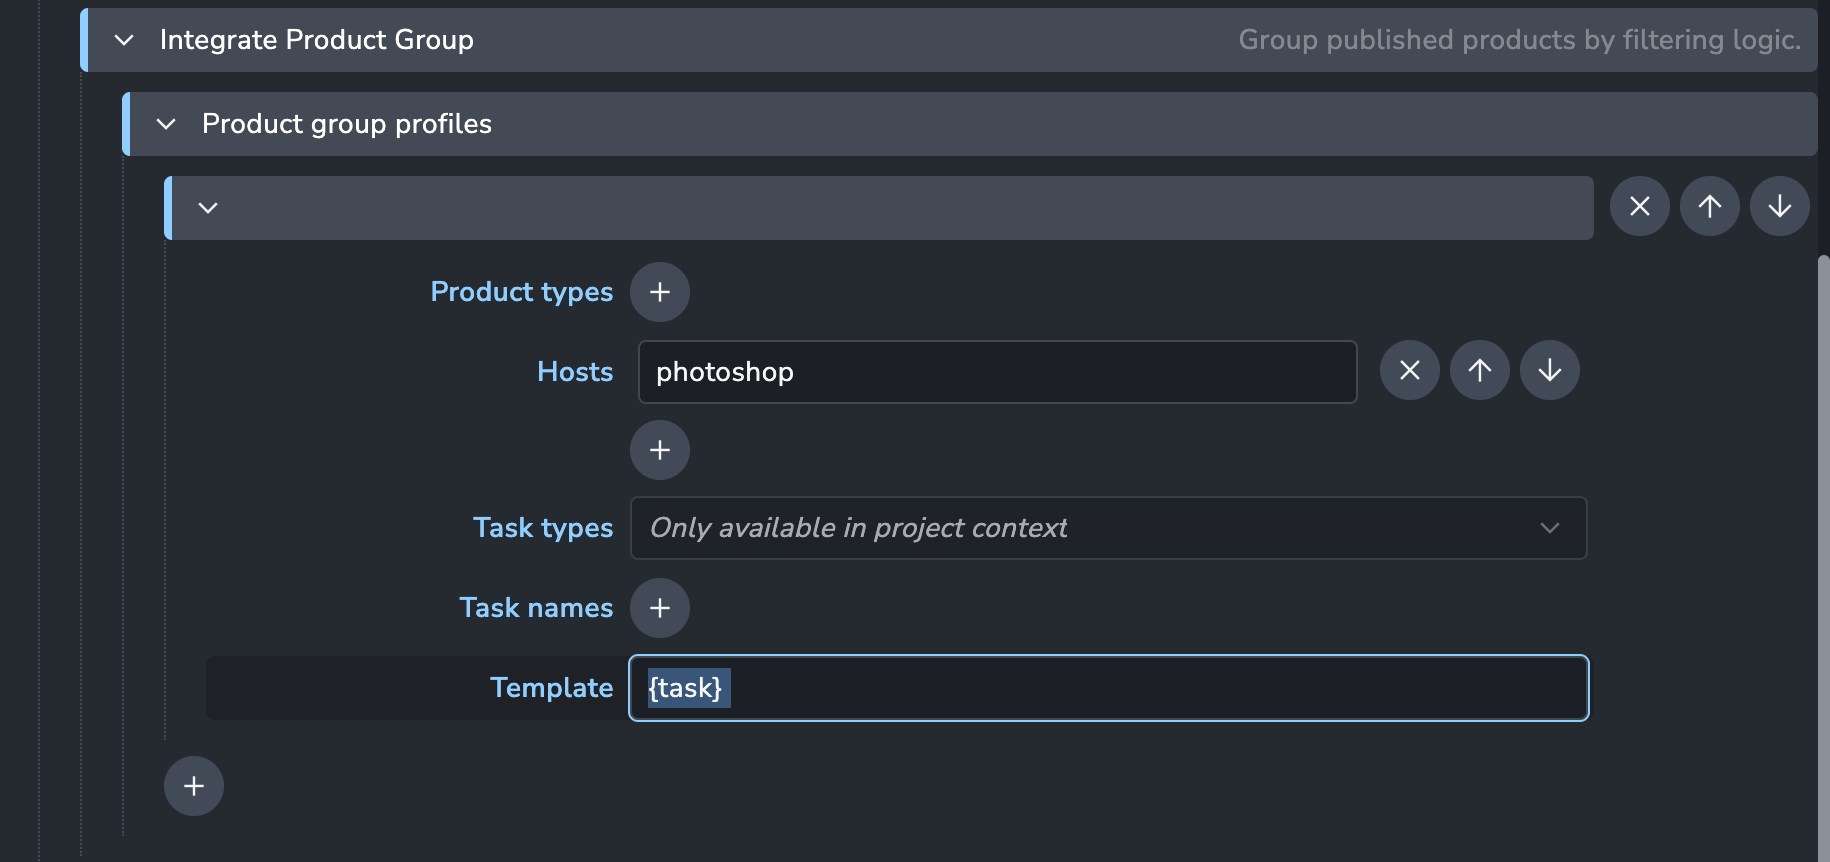 Integrate Product Group
Group published products by filtering logic.
Product group profiles
Product types
Hosts
photoshop
Task types
Only available in project context
Task names
Template
{task}